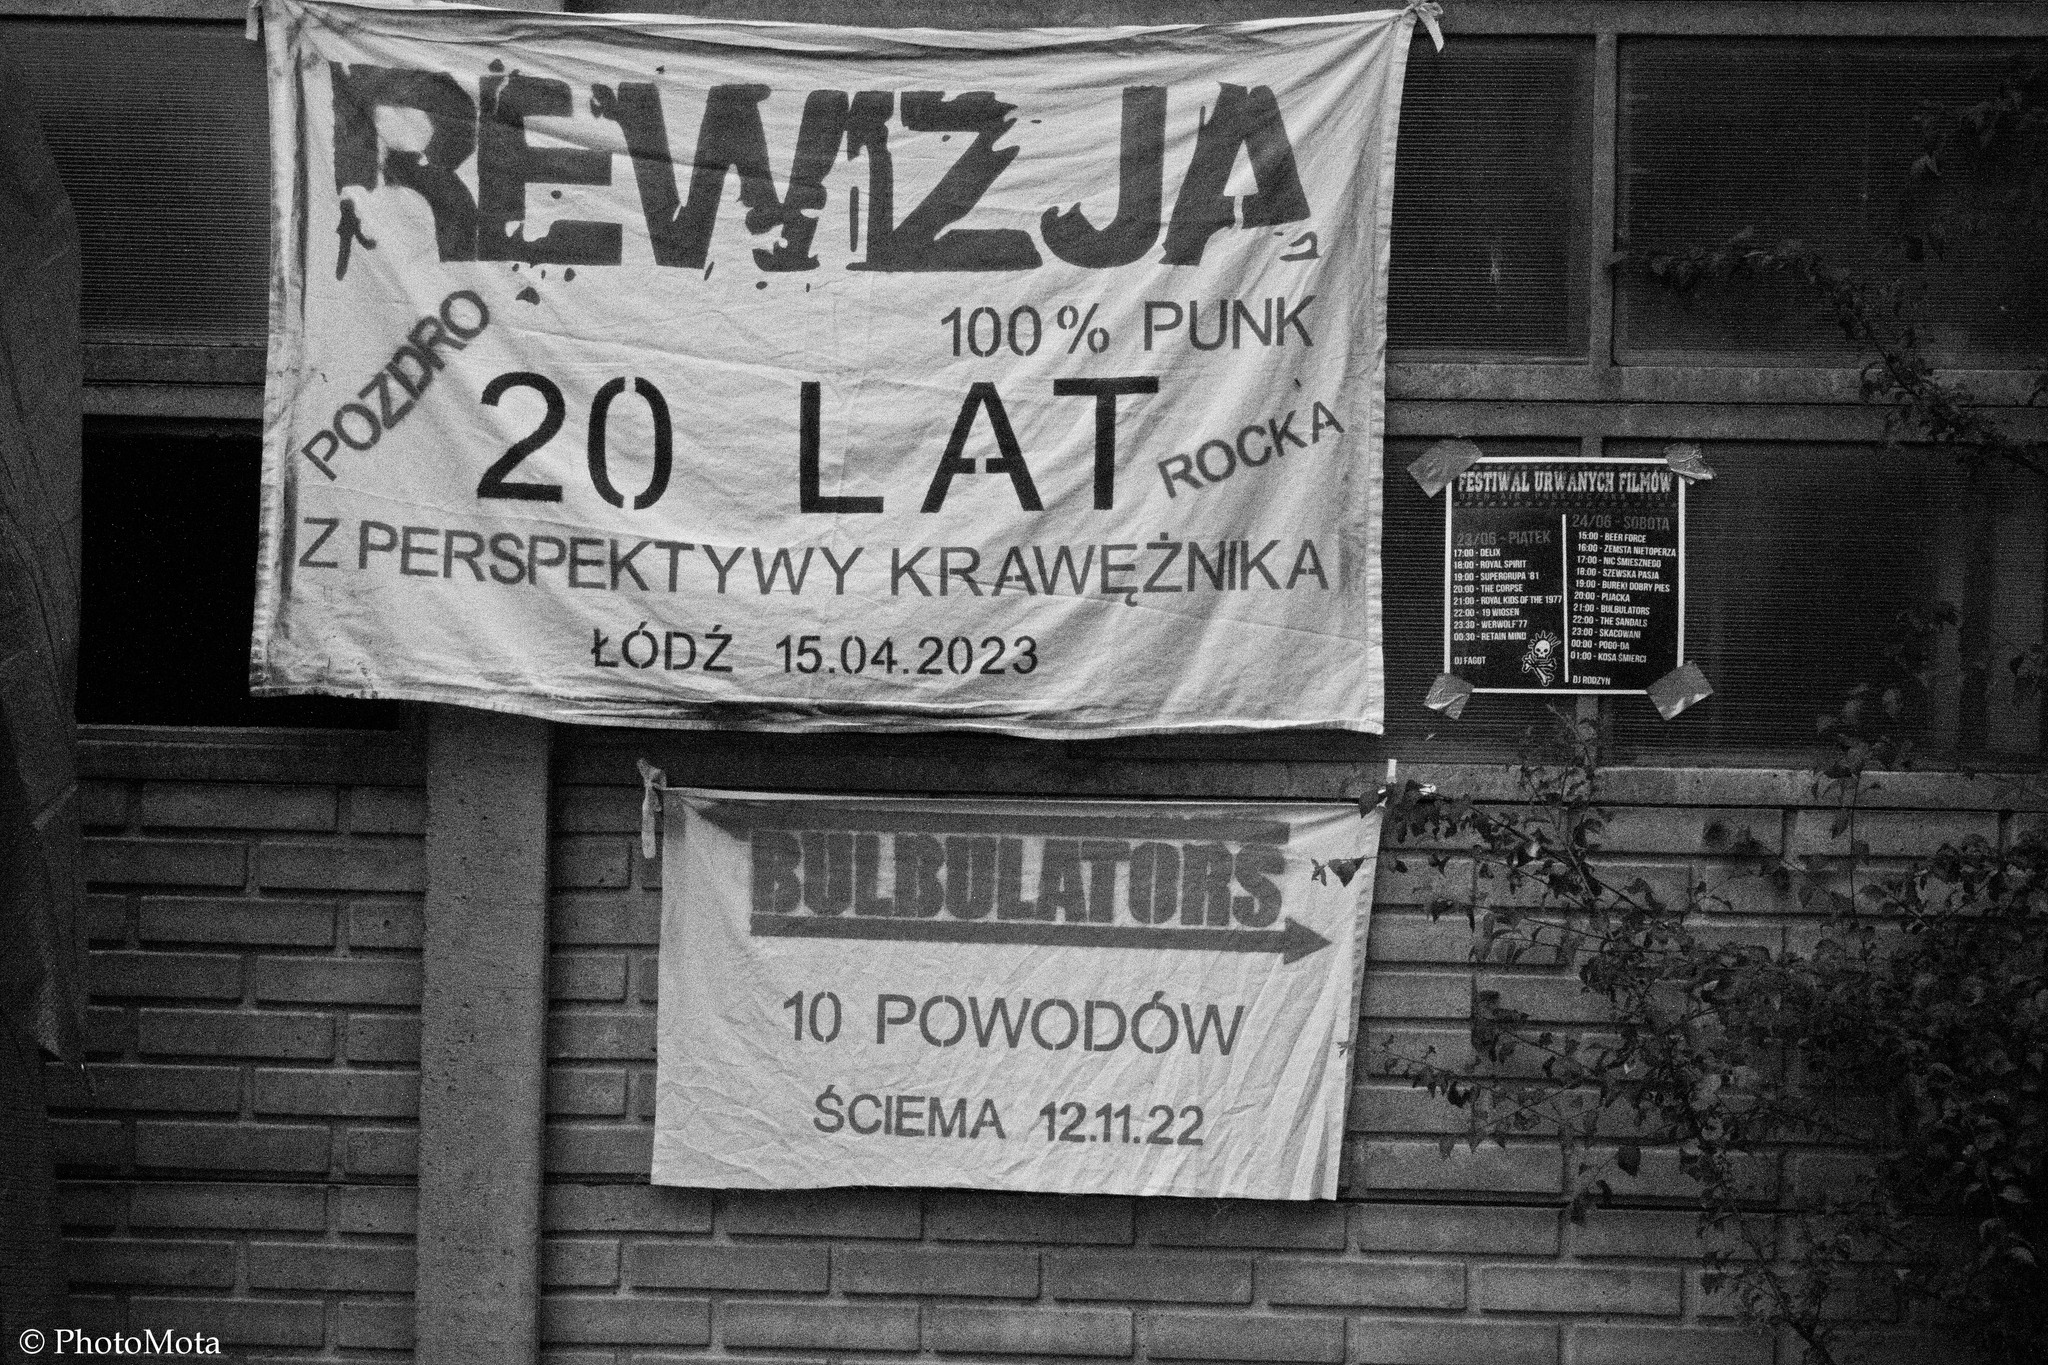 REWIZJA
100% PUNK
POZDRO
20 LAT
ROCKA
Z PERSPEKTYWY KRAWĘŻNIKA
ŁÓDŹ 15.04.2023
BULBULATORS
10 POWODÓW
ŚCIEMA 12.11.22
FESTIWAL URWANYCH FILMÓW
23/06 - PIĄTEK
17:00 - DELIX
18:00 - ROYAL SPIRIT
19:00 - SUPERGRUPA '81
20:00 - THE CORPSE
21:00 - ROYAL KIDS OF THE 1977
22:00 - 19 WIOSEN
23:30 - WERWOLF'77
00:30 - RETAIN MIND
DJ FAGOT
24/06 - SOBOTA
15:00 - BEER FORCE
16:00 - ZEMSTA NIETOPERZA
17:00 - NIC ŚMIESZNEGO
18:00 - SZEWSKA PASJA
19:00 - BUREK! DOBRY PIES
20:00 - PIJACKA
21:00 - BULBULATORS
22:00 - THE SANDALS
23:00 - SKACOWANI
00:00 - POGO-DA
01:00 - KOSA ŚMIERCI
DJ RODZYN
© PhotoMota